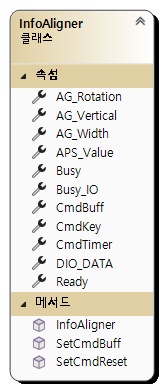 InfoAligner
클래스
속성
AG_Rotation
AG_Vertical
AG_Width
APS_Value
Busy
Busy_IO
CmdBuff
CmdKey
CmdTimer
DIO_DATA
Ready
메서드
InfoAligner
SetCmdBuff
SetCmdReset